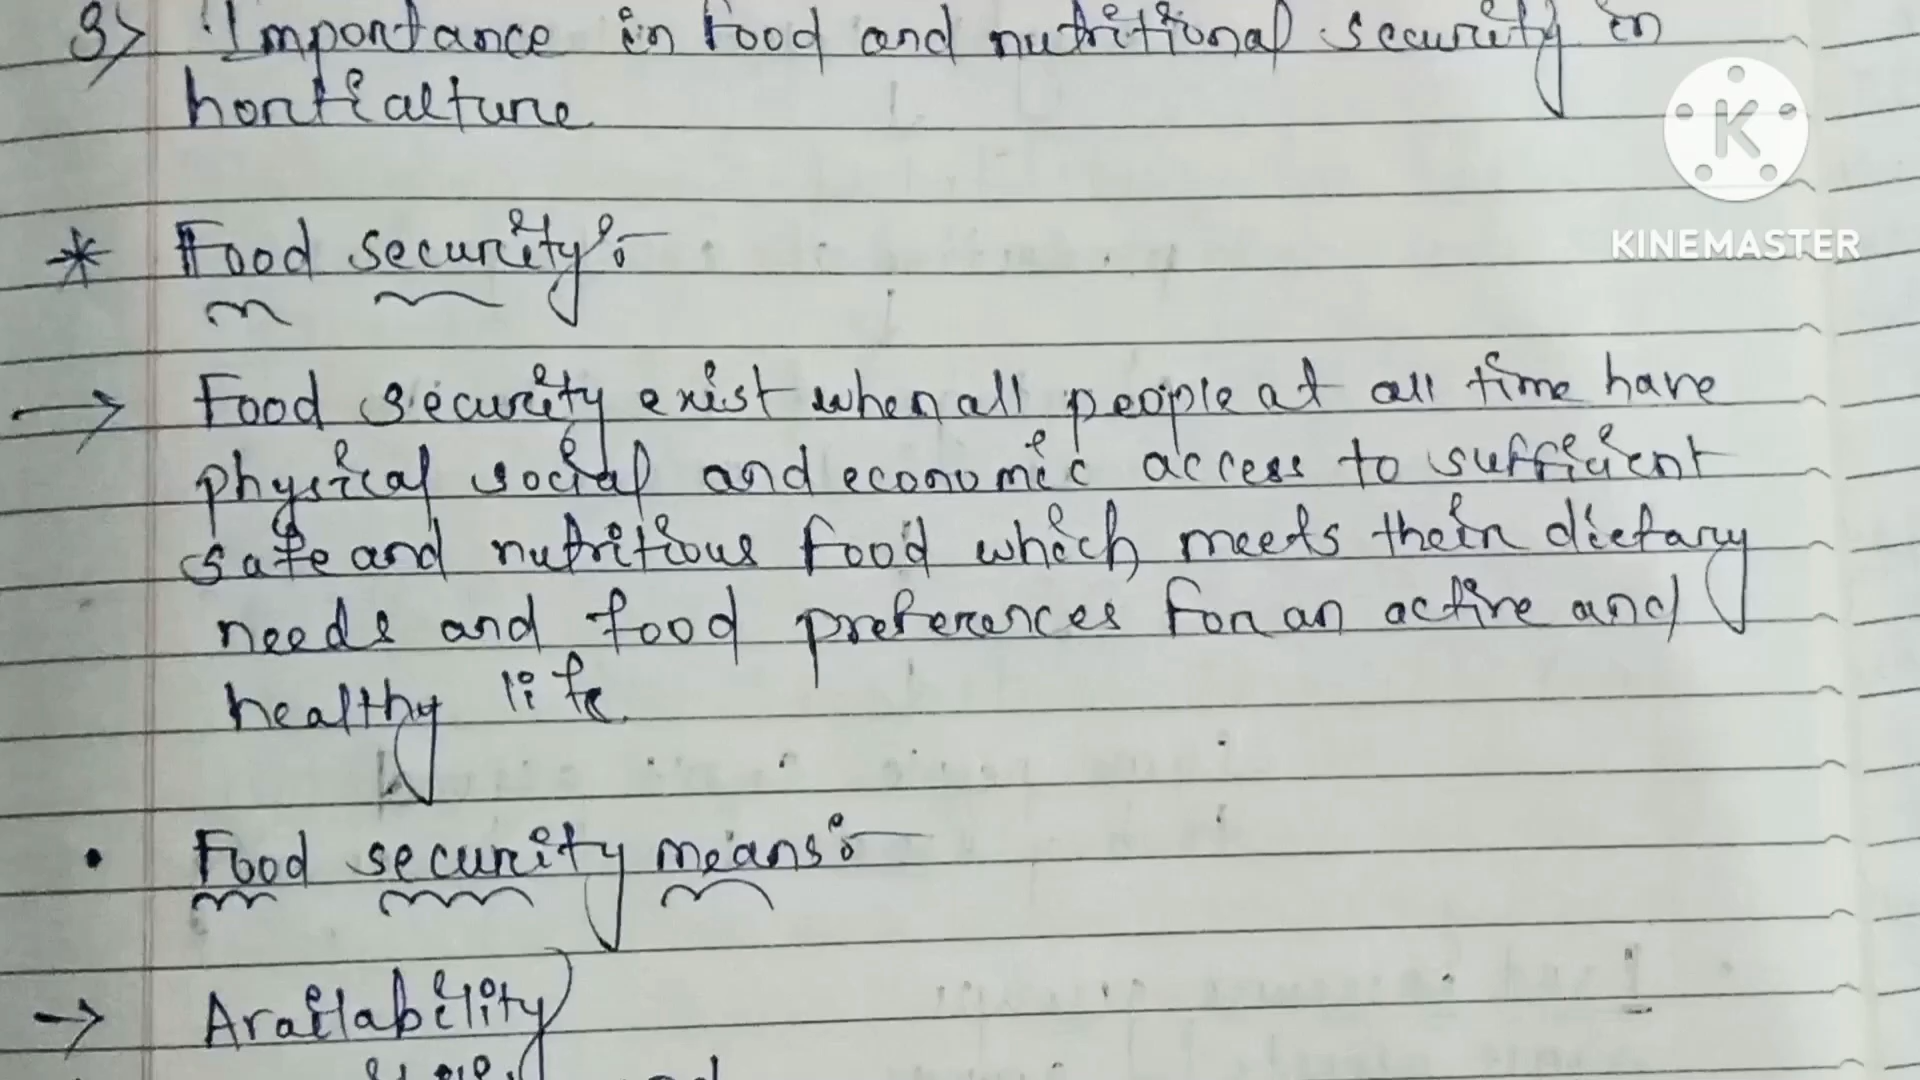 3) Importance in Food and nutritional security in
horticulture
* Food security:-
→ Food security exist when all people at all time have
physical social and economic access to sufficient
safe and nutritious food which meets their dietary
needs and food preferences for an active and
healthy life.
• Food security means:-
→ Availability
KINEMASTER